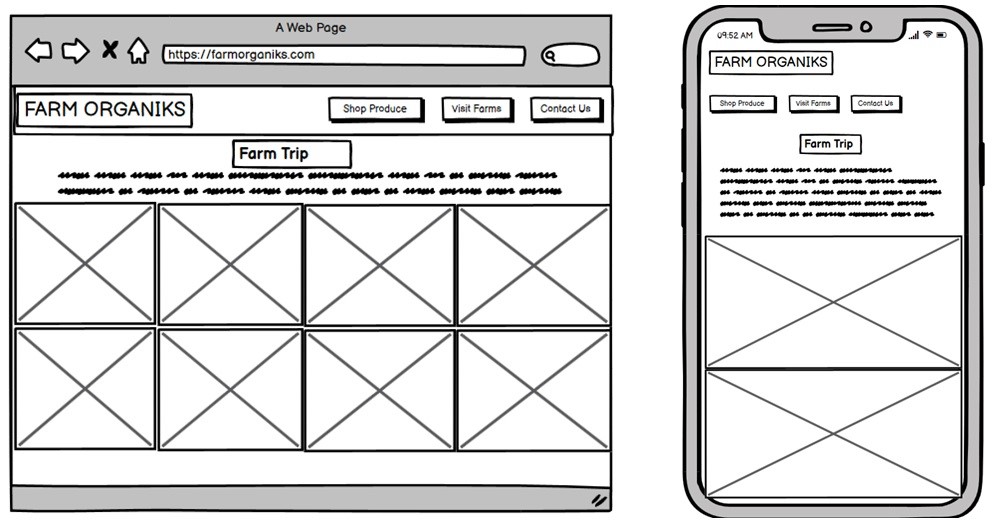 A Web Page
https://farmorganiks.com
FARM ORGANIKS
Shop Produce
Visit Farms
Contact Us
Farm Trip
09:52 AM
FARM ORGANIKS
Shop Produce
Visit Farms
Contact Us
Farm Trip